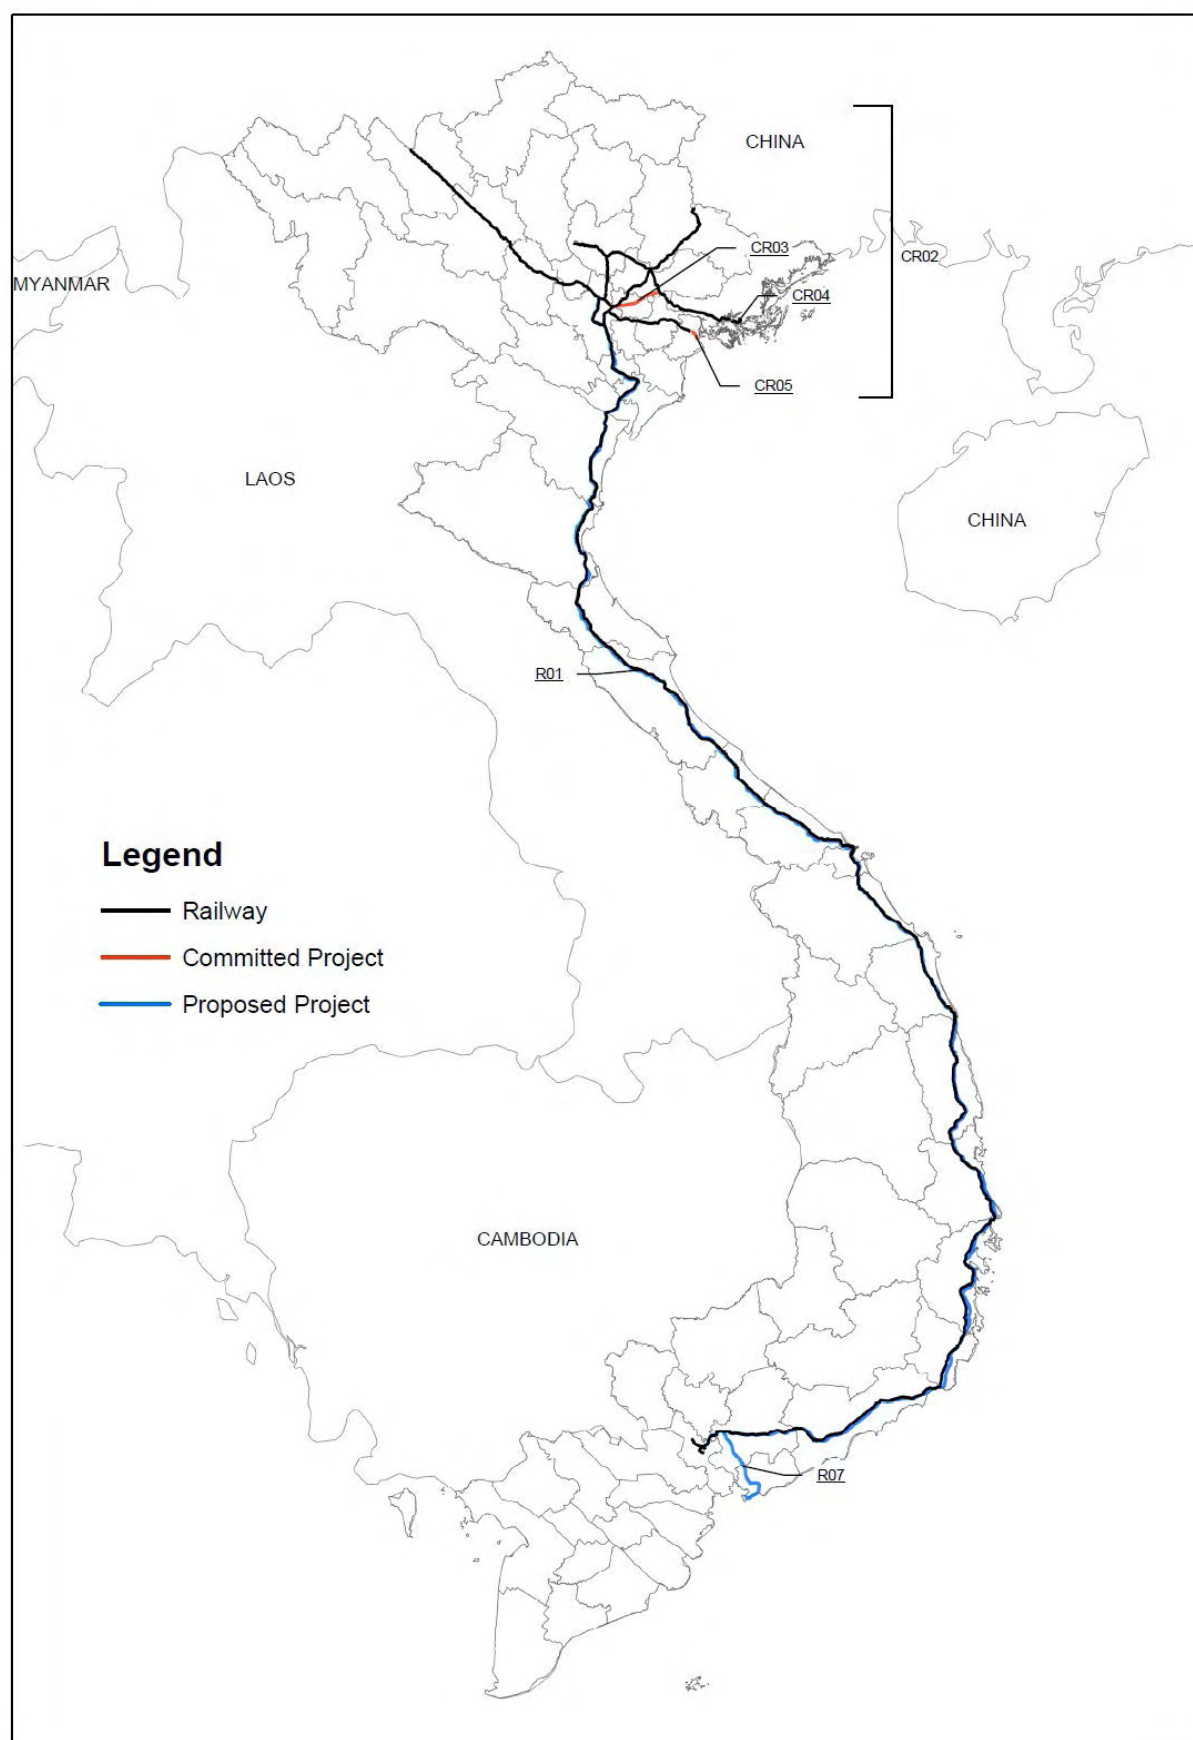 CHINA
CR03
CR02
MYANMAR
CR04
CR05
LAOS
CHINA
R01
Legend
Railway
Committed Project
Proposed Project
CAMBODIA
R07